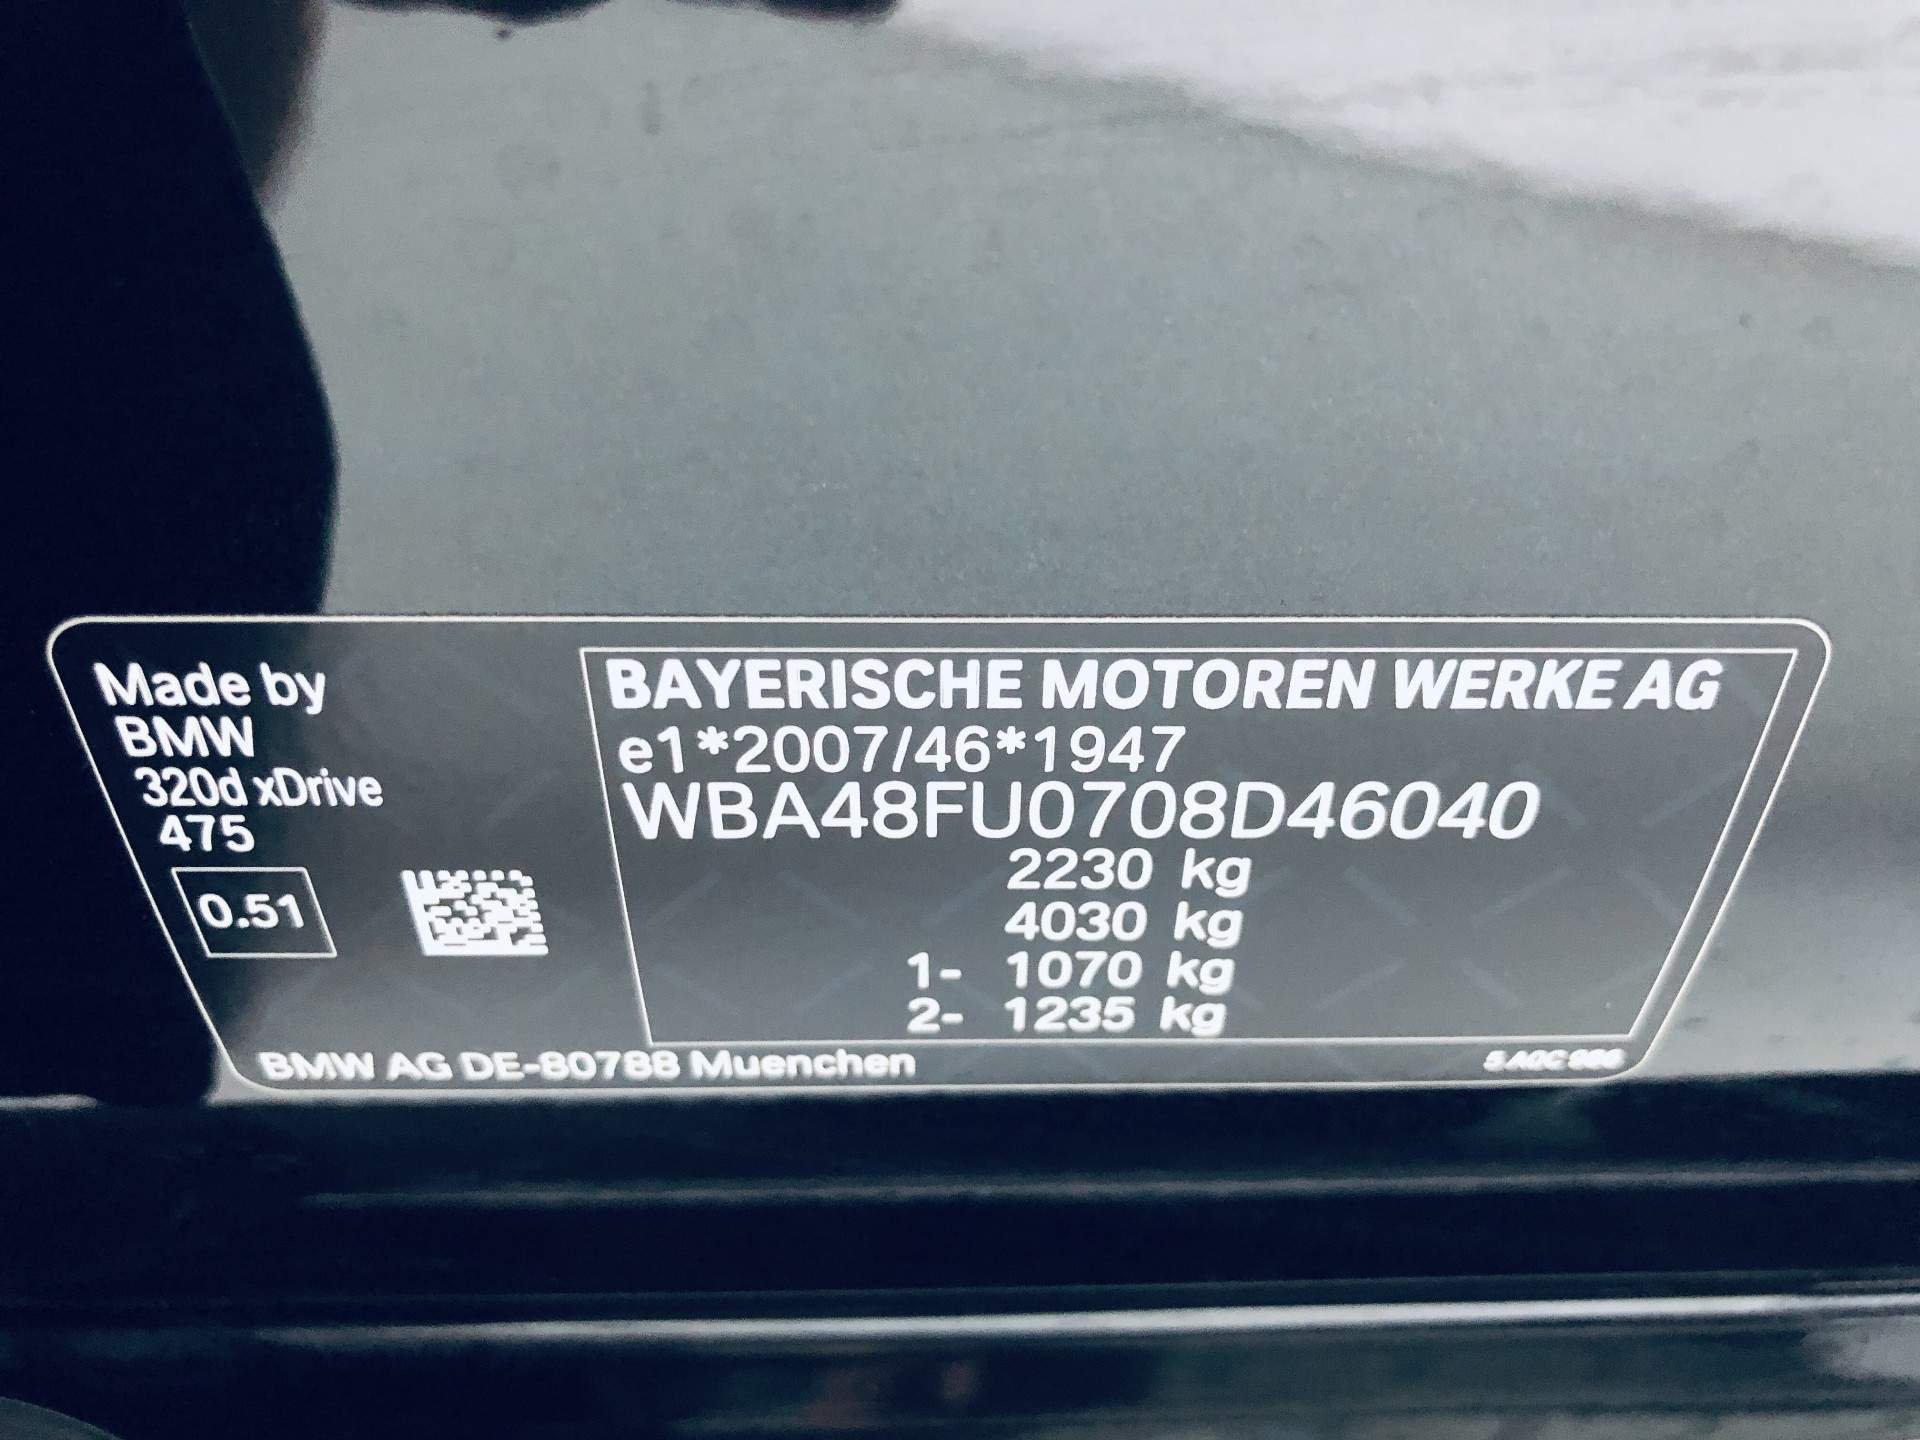 Made by
BMW
320d xDrive
475
0.51
BAYERISCHE MOTOREN WERKE AG
e1*2007/46*1947
WBA48FU0708D46040
2230 kg
4030 kg
1- 1070 kg
2- 1235 kg
BMW AG DE-80788 Muenchen